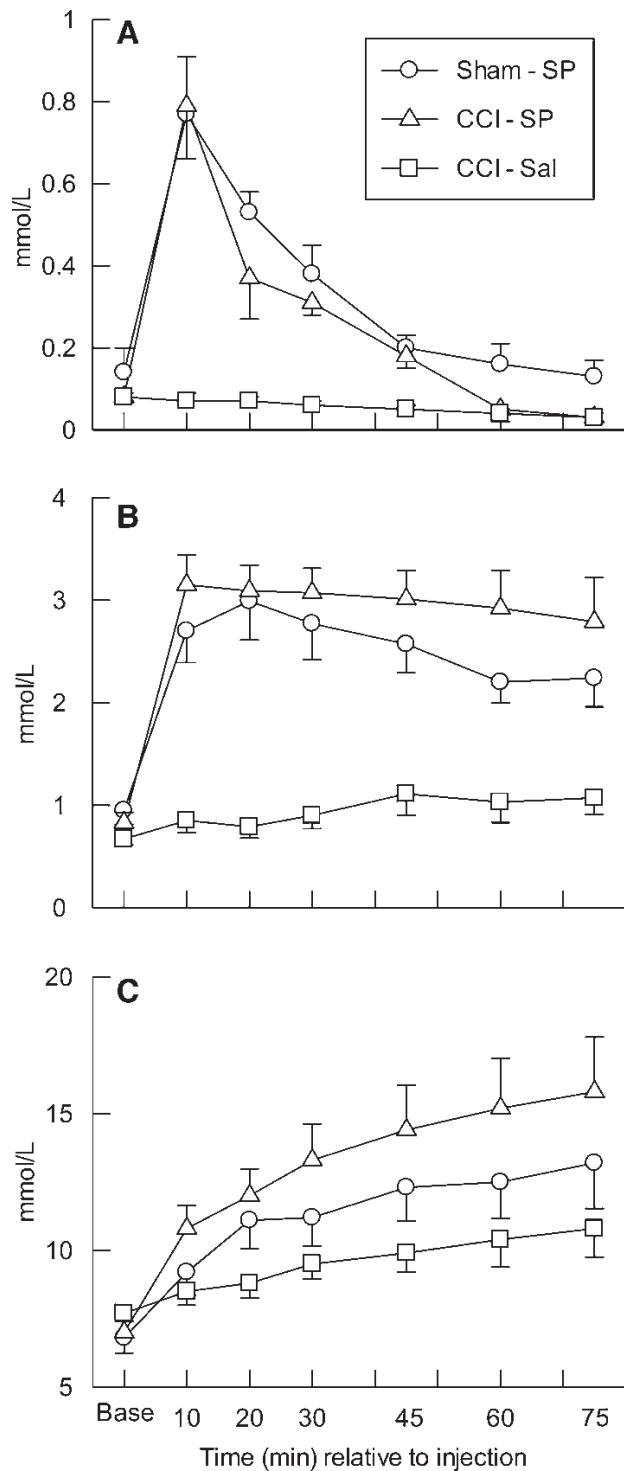 A
Sham - SP
CCI - SP
CCI - Sal
mmol/L
1
0.8
0.6
0.4
0.2
0
B
mmol/L
4
3
2
1
0
C
mmol/L
20
15
10
5
Base 10 20 30 45 60 75
Time (min) relative to injection